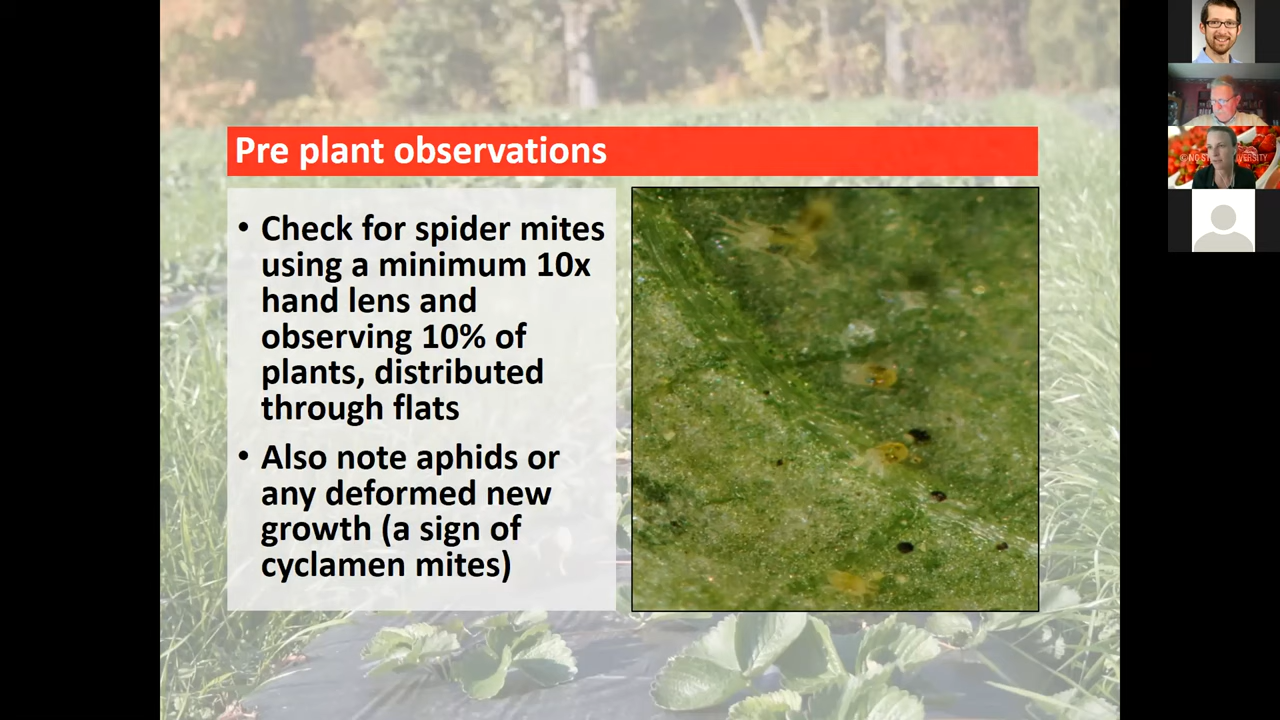 Pre plant observations
• Check for spider mites
using a minimum 10x
hand lens and
observing 10% of
plants, distributed
through flats
• Also note aphids or
any deformed new
growth (a sign of
cyclamen mites)